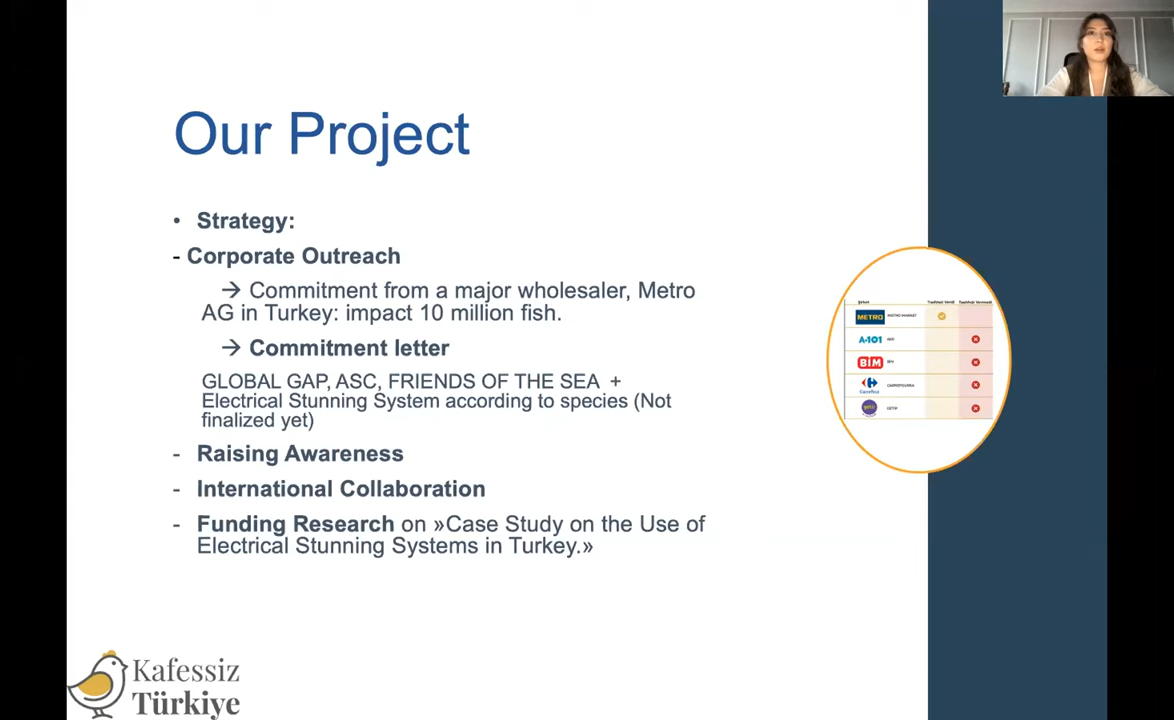 Our Project
• Strategy:
- Corporate Outreach
→ Commitment from a major wholesaler, Metro
AG in Turkey: impact 10 million fish.
→ Commitment letter
GLOBAL GAP, ASC, FRIENDS OF THE SEA +
Electrical Stunning System according to species (Not
finalized yet)
- Raising Awareness
- International Collaboration
- Funding Research on »Case Study on the Use of
Electrical Stunning Systems in Turkey.»
METRO METRO MARKET
A-101
BİM
Carrefour
Kafessiz
Türkiye